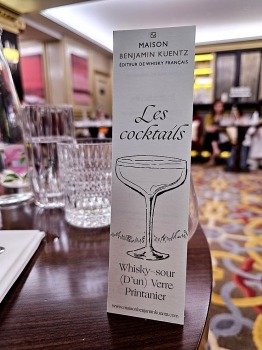 MAISON
BENJAMIN KUENTZ
ÉDITEUR DE WHISKY FRANÇAIS
Les
cocktails
Whisky-sour
(D'un) Verre
Printanier